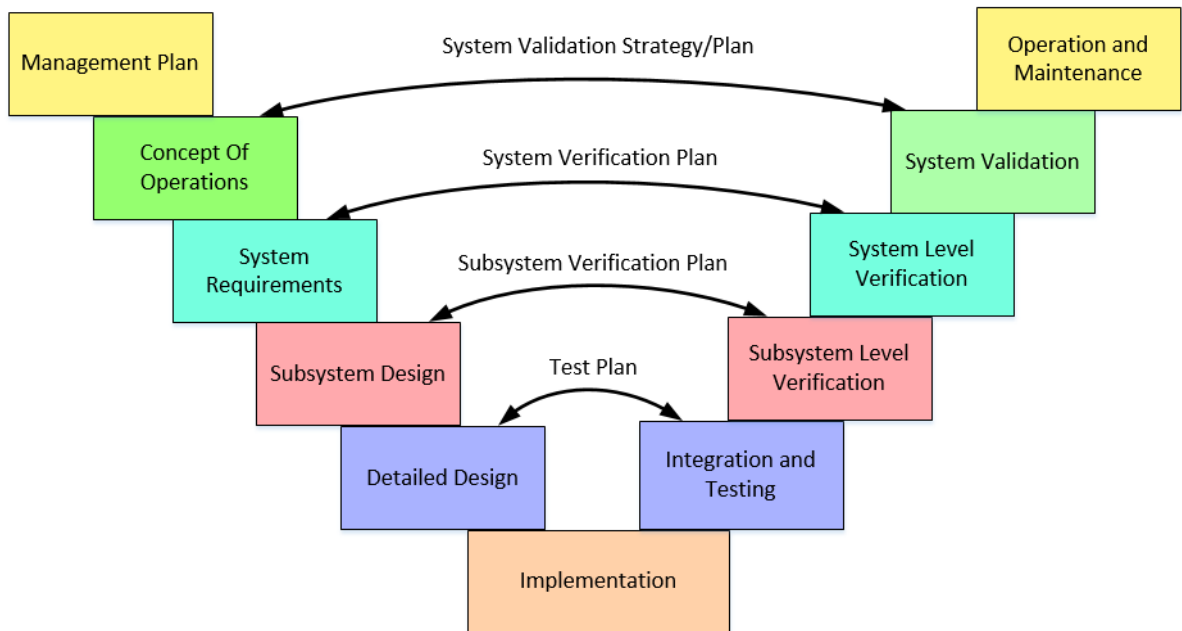 Management Plan
System Validation Strategy/Plan
Operation and
Maintenance
Concept Of
Operations
System Verification Plan
System Validation
System
Requirements
Subsystem Verification Plan
System Level
Verification
Subsystem Design
Test Plan
Subsystem Level
Verification
Detailed Design
Integration and
Testing
Implementation